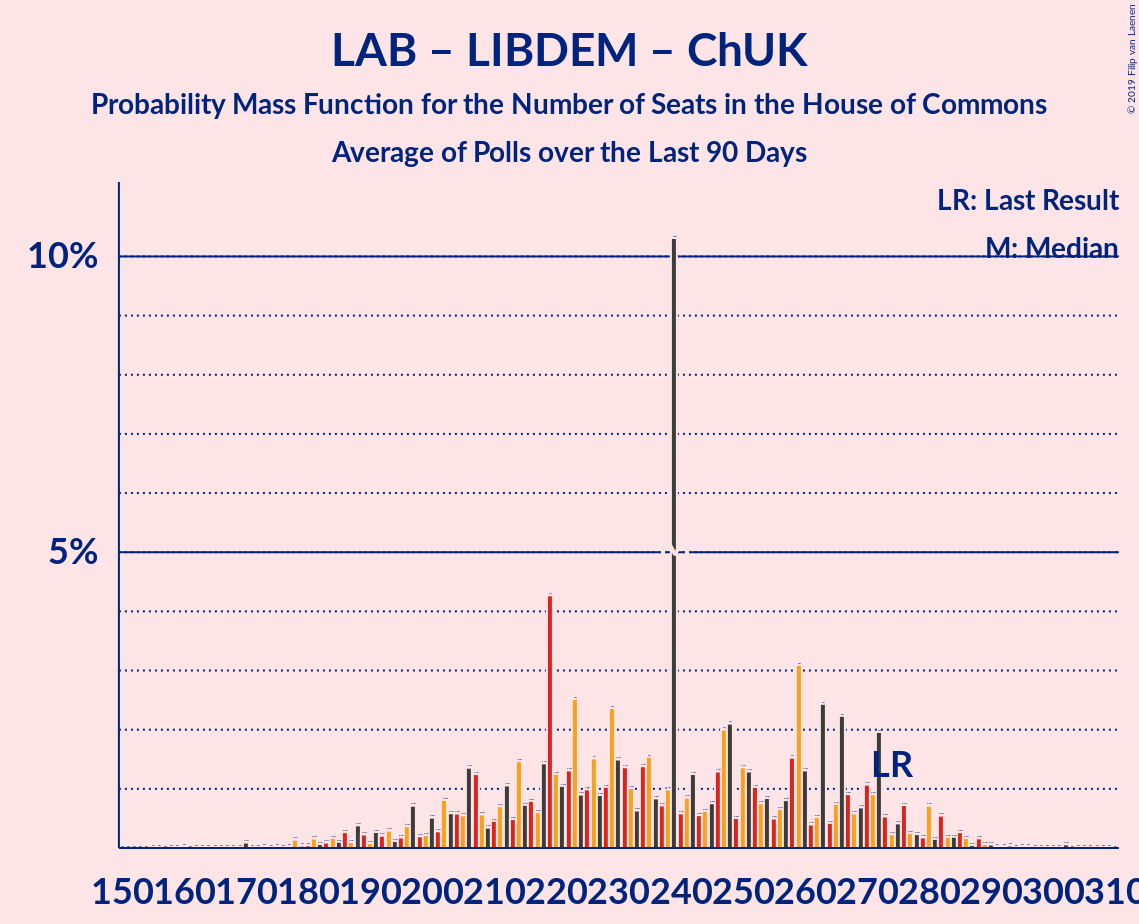 LAB – LIBDEM – ChUK
Probability Mass Function for the Number of Seats in the House of Commons
Average of Polls over the Last 90 Days
© 2019 Filip van Laenen
LR: Last Result
M: Median
10%
5%
LR
150 160 170 180 190 200 210 220 230 240 250 260 270 280 290 300 310